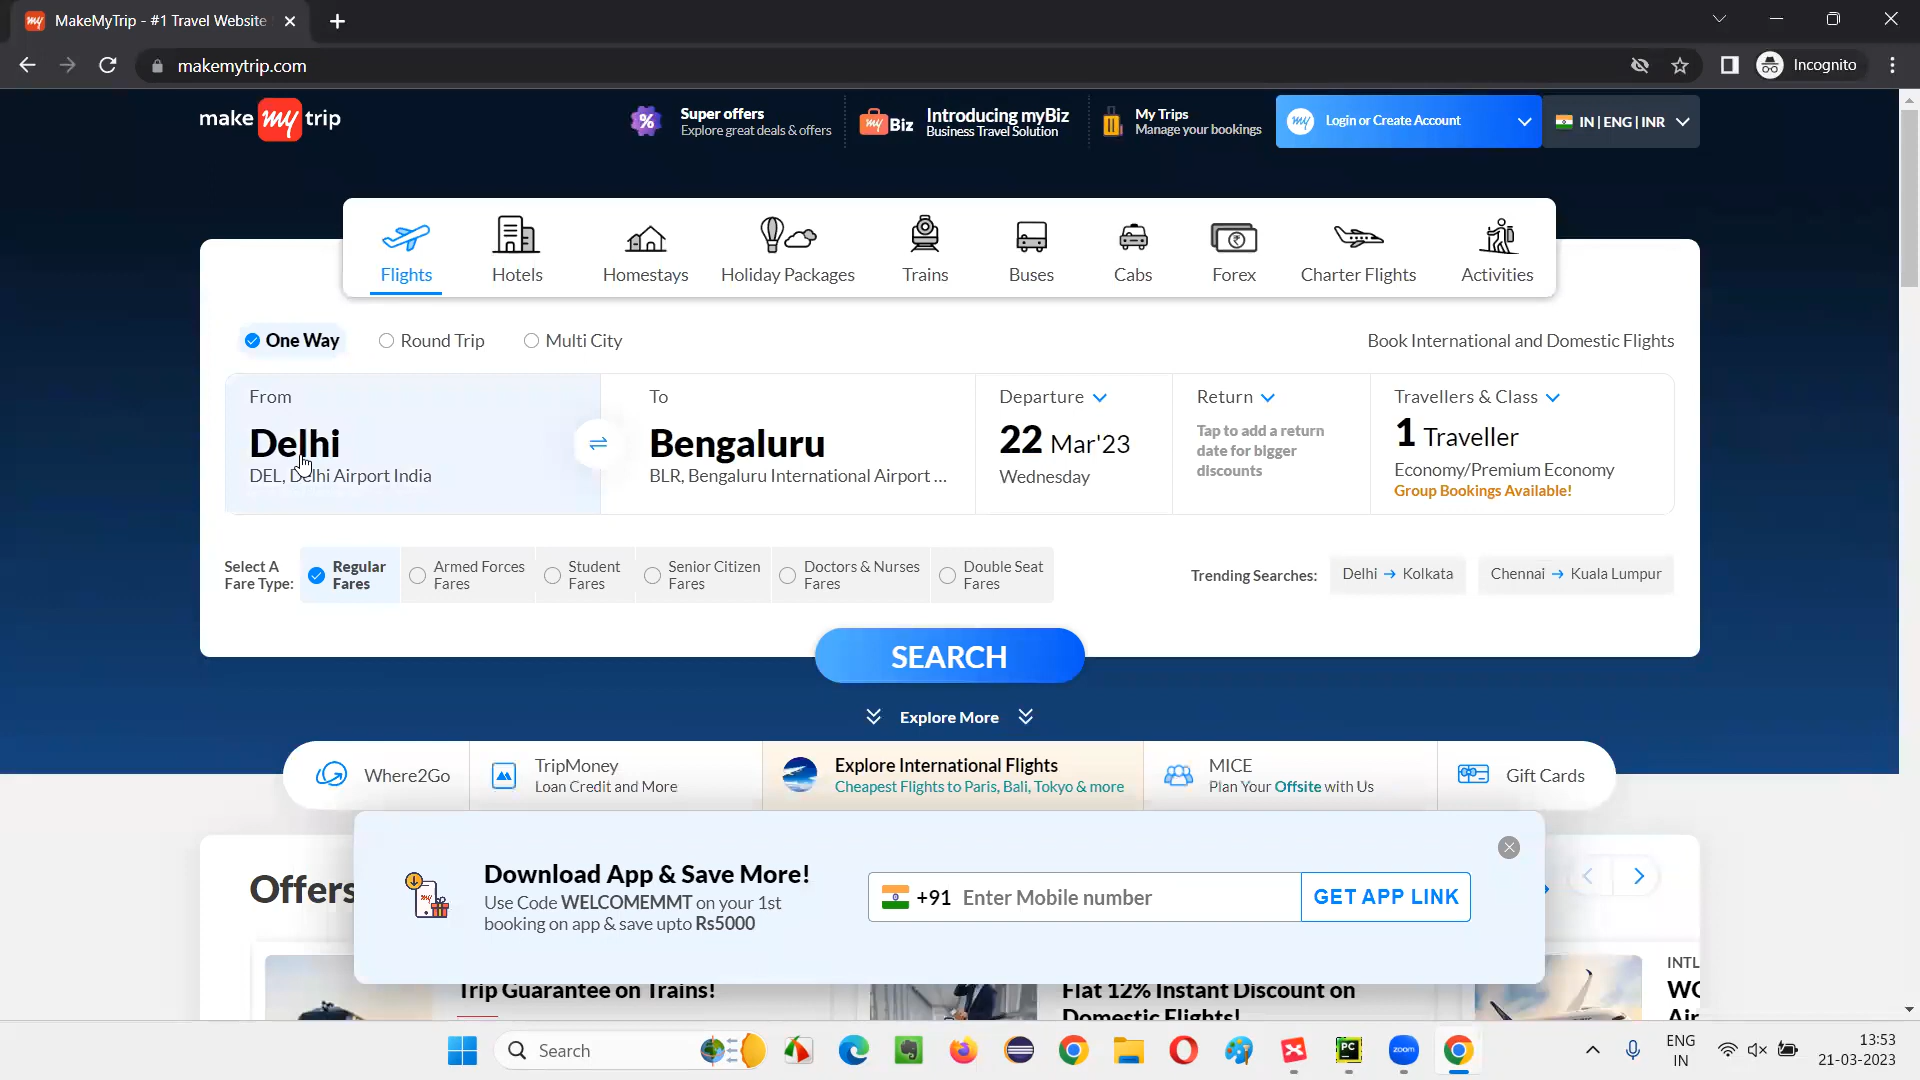 MakeMyTrip - #1 Travel Website
makemytrip.com
Incognito
make my trip
%
Super offers
Explore great deals & offers
my Biz
Introducing myBiz
Business Travel Solution
My Trips
Manage your bookings
my
Login or Create Account
IN | ENG | INR
Flights
Hotels
Homestays
Holiday Packages
Trains
Buses
Cabs
Forex
Charter Flights
Activities
One Way
Round Trip
Multi City
Book International and Domestic Flights
From
Delhi
DEL, Delhi Airport India
To
Bengaluru
BLR, Bengaluru International Airport ...
Departure
22 Mar'23
Wednesday
Return
Tap to add a return
date for bigger
discounts
Travellers & Class
1 Traveller
Economy/Premium Economy
Group Bookings Available!
Select A
Fare Type:
Regular
Fares
Armed Forces
Fares
Student
Fares
Senior Citizen
Fares
Doctors & Nurses
Fares
Double Seat
Fares
Trending Searches:
Delhi → Kolkata
Chennai → Kuala Lumpur
SEARCH
Explore More
Where2Go
TripMoney
Loan Credit and More
Explore International Flights
Cheapest Flights to Paris, Bali, Tokyo & more
MICE
Plan Your Offsite with Us
Gift Cards
Offers
Download App & Save More!
Use Code WELCOMEMMT on your 1st
booking on app & save upto Rs5000
+91 Enter Mobile number
GET APP LINK
INTL
Trip Guarantee on Trains!
Flat 12% Instant Discount on
Domestic Flights!
Search
PC
zoom
ENG
IN
13:53
21-03-2023